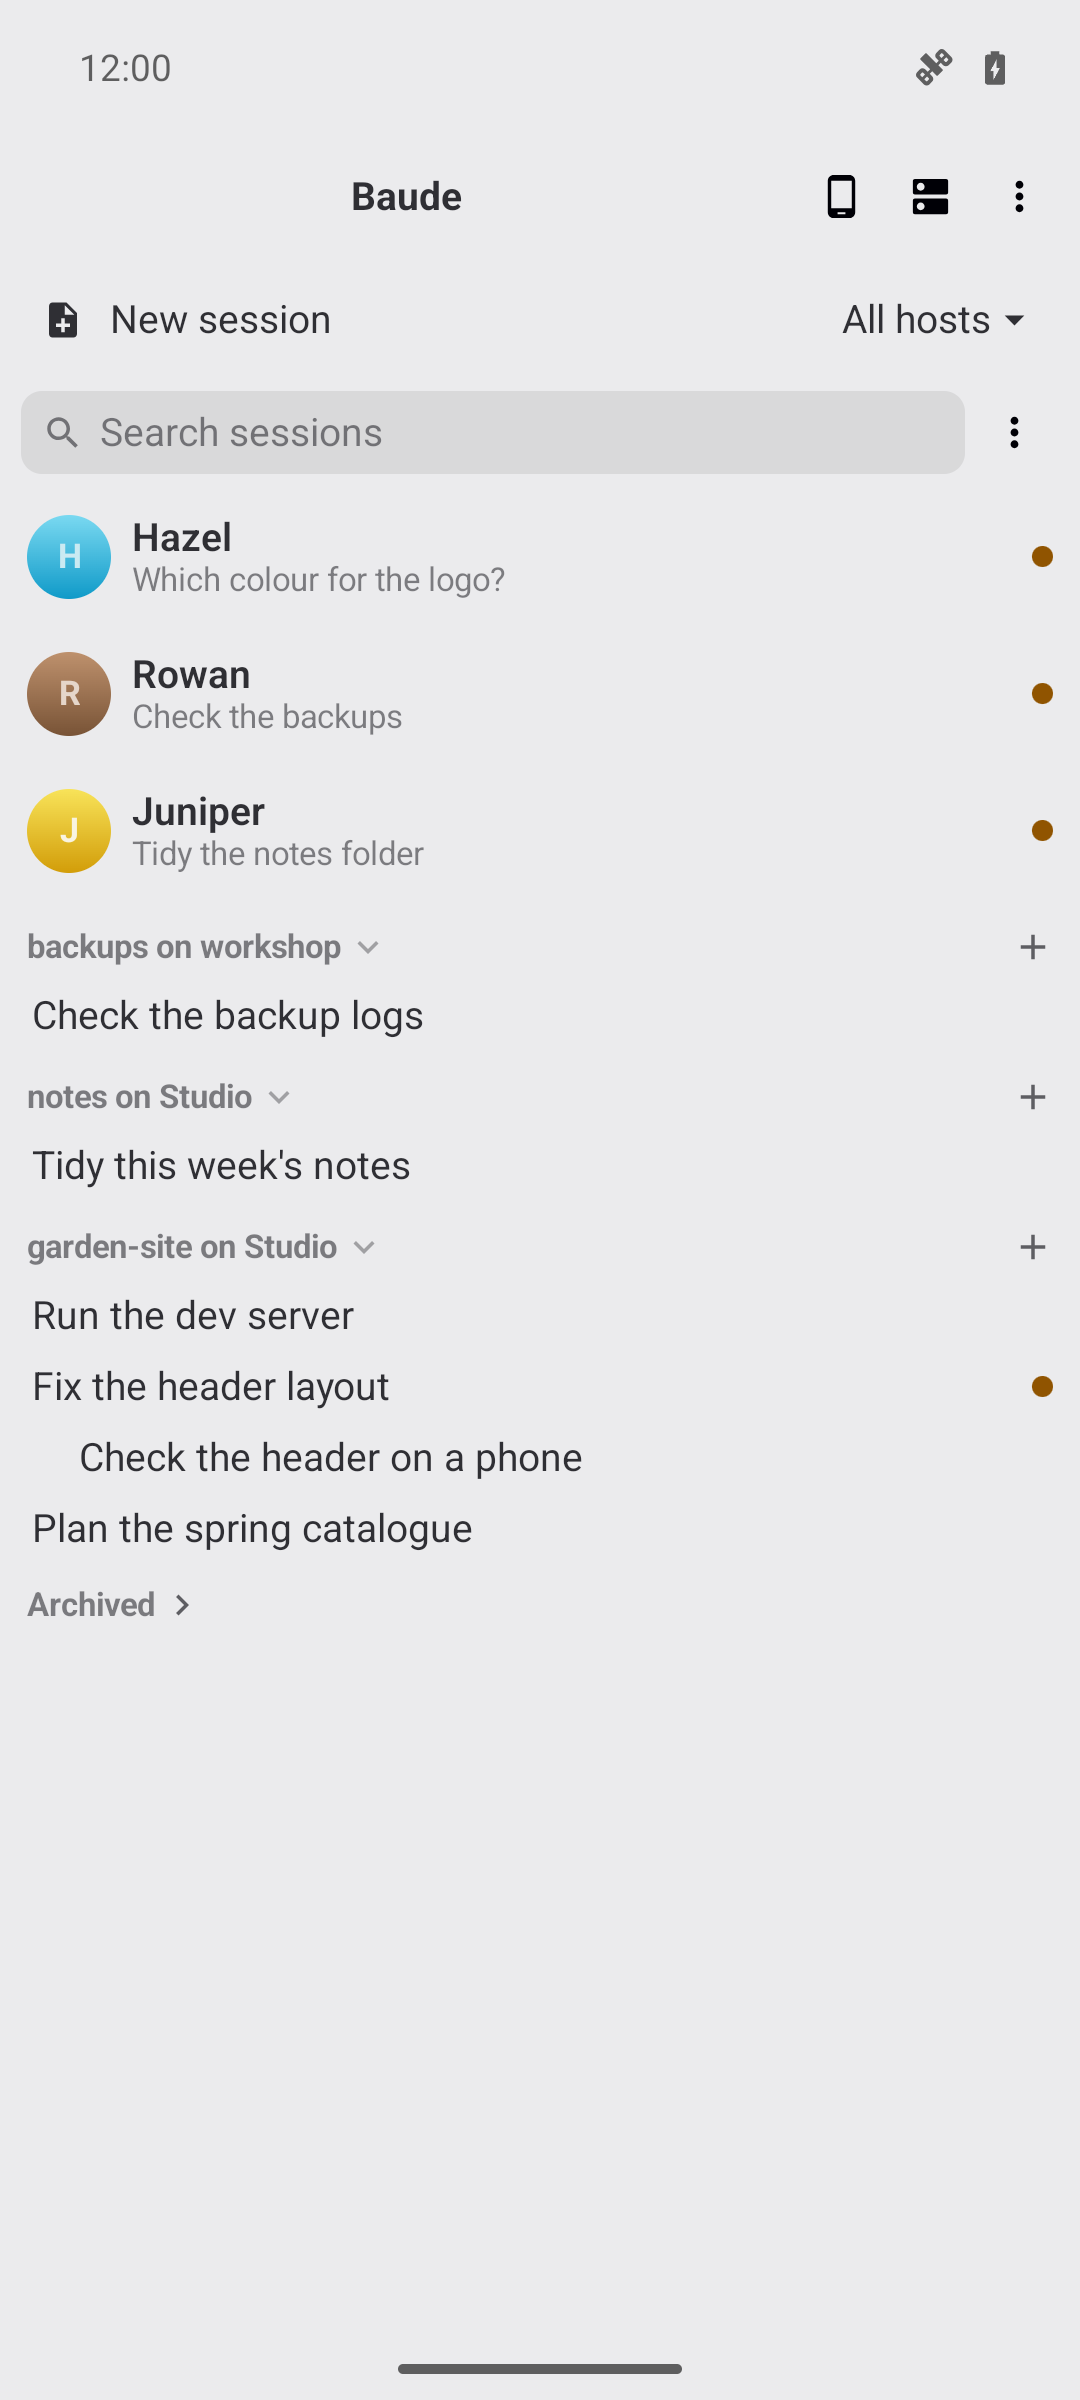 12:00
Baude
New session
All hosts
Search sessions
H
Hazel
Which colour for the logo?
R
Rowan
Check the backups
J
Juniper
Tidy the notes folder
backups on workshop
Check the backup logs
notes on Studio
Tidy this week's notes
garden-site on Studio
Run the dev server
Fix the header layout
Check the header on a phone
Plan the spring catalogue
Archived